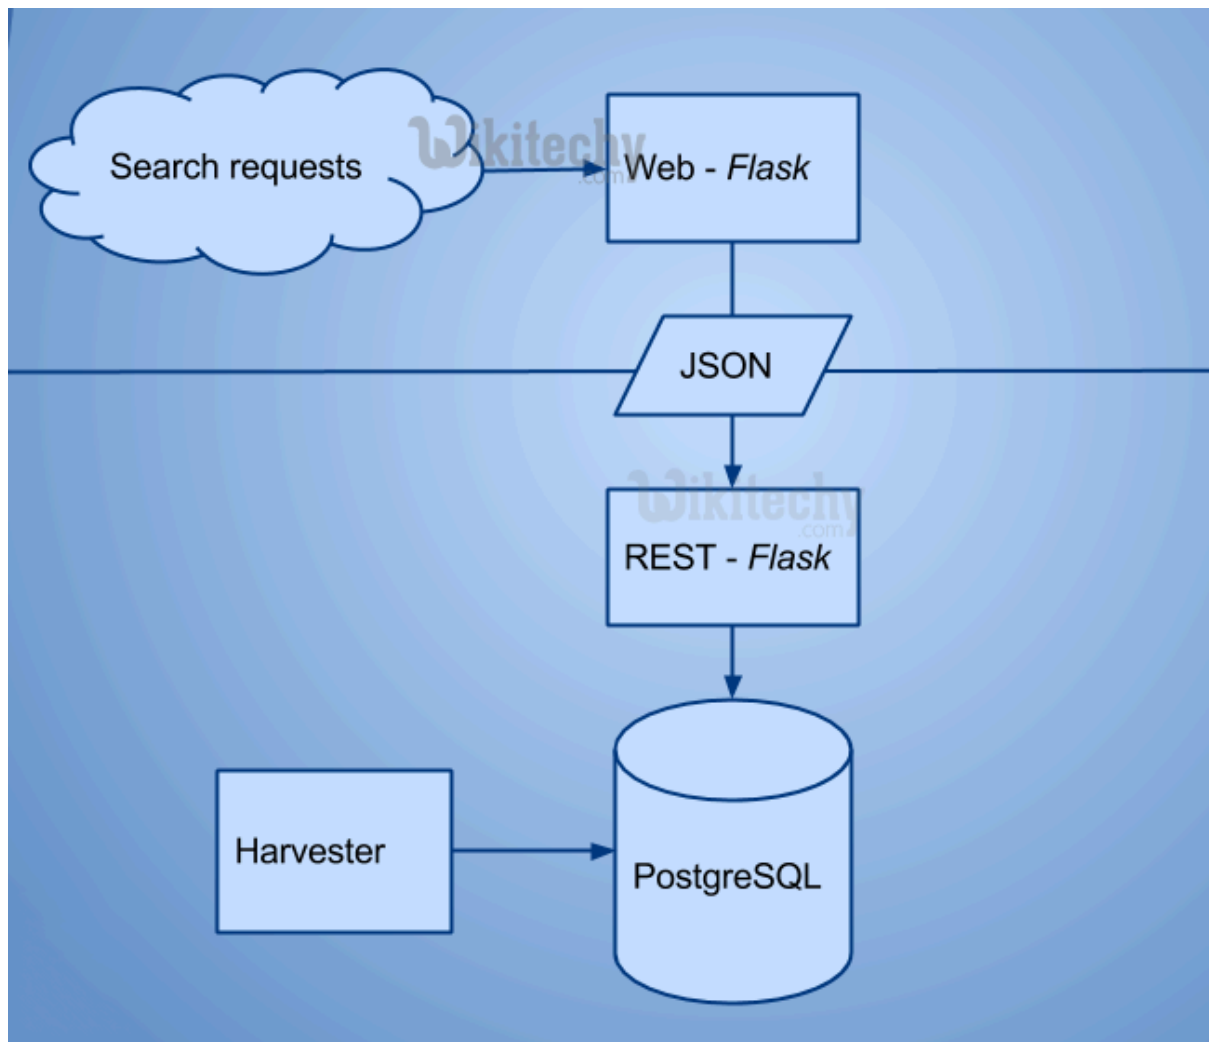 Search requests
Wikitechy
.com
Web - Flask
JSON
Wikitechy
.com
REST - Flask
Harvester
PostgreSQL